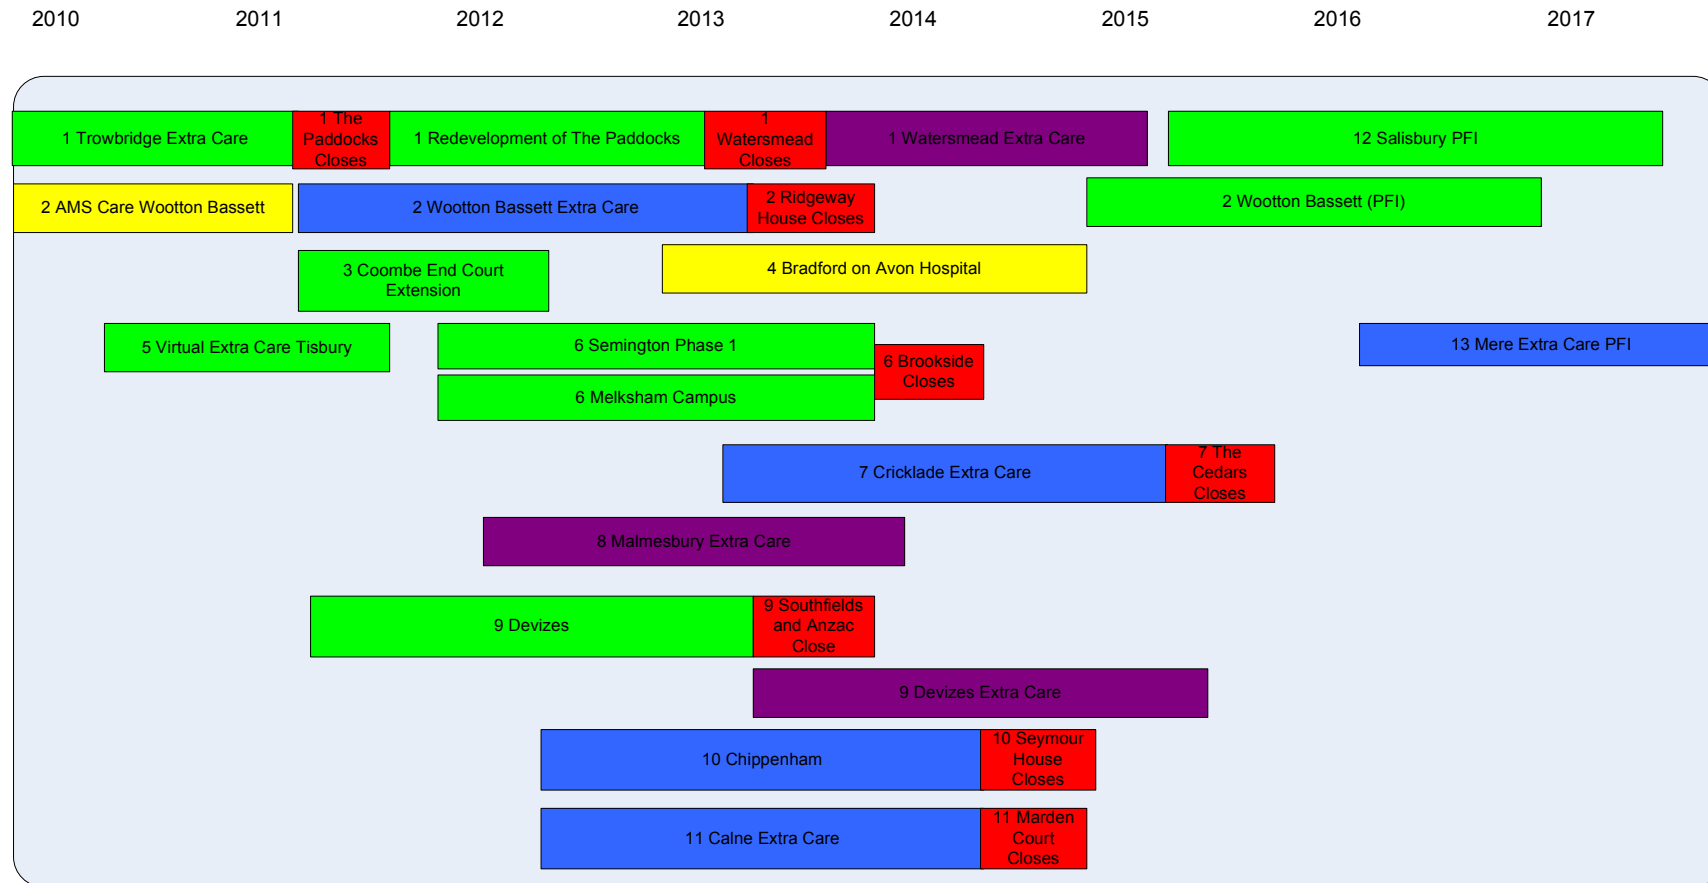 2010 2011 2012 2013 2014 2015 2016 2017
1 Trowbridge Extra Care
1 The
Paddocks
Closes
1 Redevelopment of The Paddocks
1
Watersmead
Closes
1 Watersmead Extra Care
12 Salisbury PFI
2 AMS Care Wootton Bassett
2 Wootton Bassett Extra Care
2 Ridgeway
House Closes
2 Wootton Bassett (PFI)
3 Coombe End Court
Extension
4 Bradford on Avon Hospital
5 Virtual Extra Care Tisbury
6 Semington Phase 1
6 Brookside
Closes
13 Mere Extra Care PFI
6 Melksham Campus
7 Cricklade Extra Care
7 The
Cedars
Closes
8 Malmesbury Extra Care
9 Devizes
9 Southfields
and Anzac
Close
9 Devizes Extra Care
10 Chippenham
10 Seymour
House
Closes
11 Calne Extra Care
11 Marden
Court
Closes